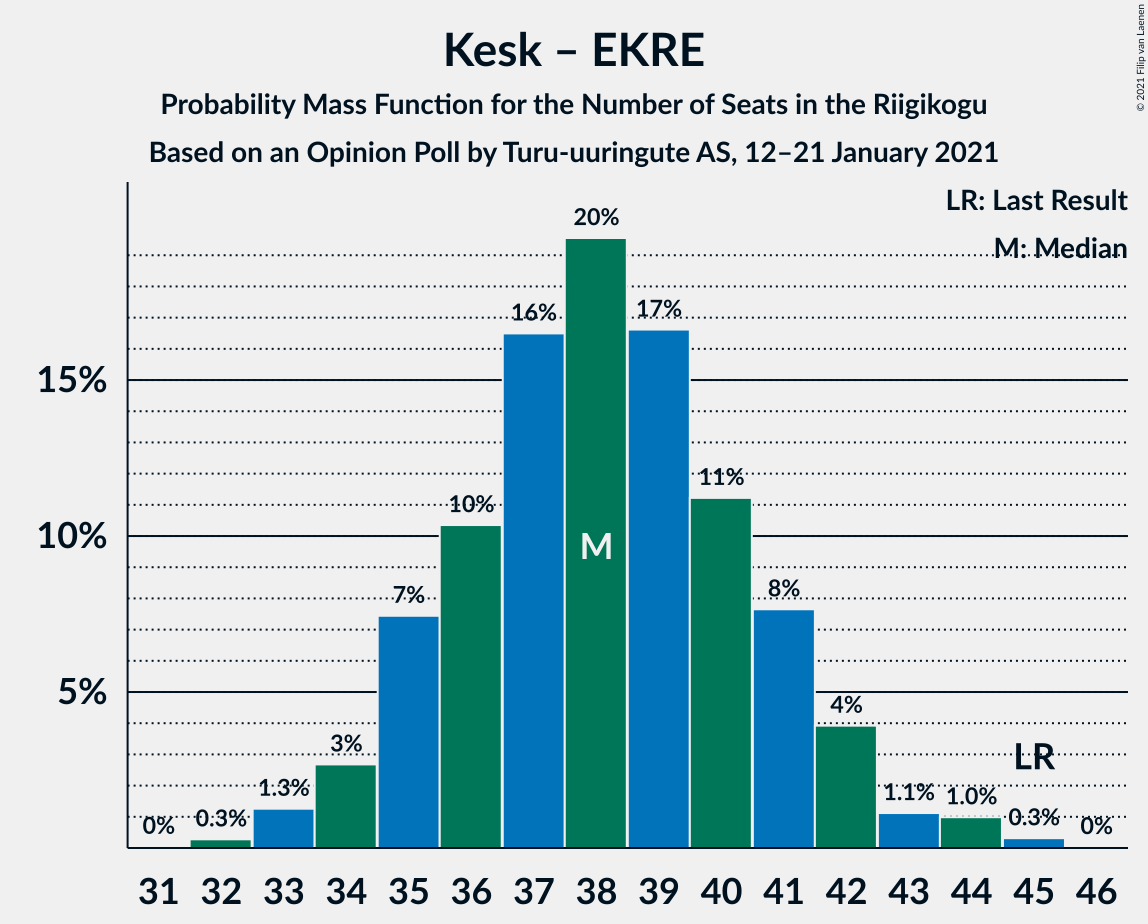 Kesk – EKRE
Probability Mass Function for the Number of Seats in the Riigikogu
Based on an Opinion Poll by Turu-uuringute AS, 12–21 January 2021
© 2021 Filip van Laenen
LR: Last Result
M: Median
20%
17%
16%
15%
11%
10%
10%
M
8%
7%
5%
4%
3%
LR
1.3%
1.1%
1.0%
0%
0.3%
0.3%
0%
31 32 33 34 35 36 37 38 39 40 41 42 43 44 45 46